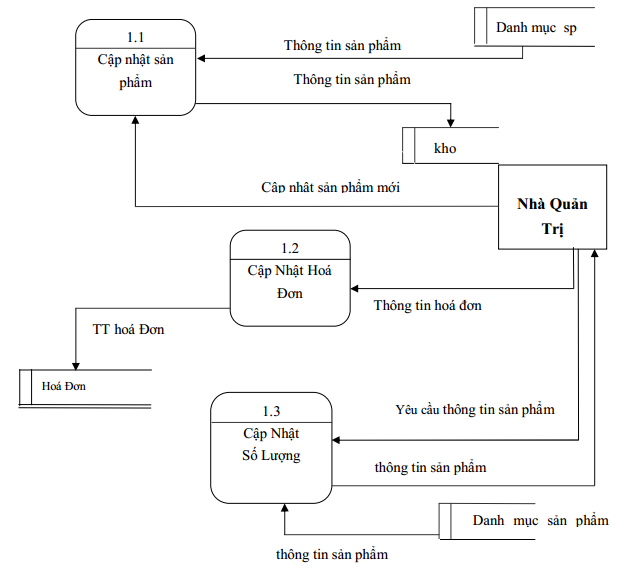 1.1
Cập nhật sản
phẩm
Thông tin sản phẩm
Danh mục sp
Thông tin sản phẩm
kho
Cập nhật sản phẩm mới
Nhà Quản
Trị
1.2
Cập Nhật Hoá
Đơn
Thông tin hoá đơn
TT hoá Đơn
Hoá Đơn
1.3
Cập Nhật
Số Lượng
Yêu cầu thông tin sản phẩm
thông tin sản phẩm
Danh mục sản phẩm
thông tin sản phẩm